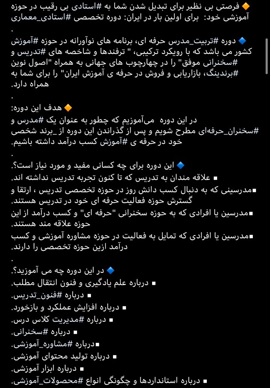 🔶 فرصتی بی نظیر برای تبدیل شدن شما به #استادی بی رقیب در حوزه
آموزشی خود: برای اولین بار در ایران: دوره تخصصی #استادی_معماری
.
🔷 دوره #تربیت_مدرس حرفه ای، برنامه های نوآورانه در حوزه #آموزش
کشور می باشد که با رویکرد ترکیبی، " ترفندها و شاخصه های #تدریس و
#سخنرانی موفق" را در چهارچوب های جهانی به همراه "اصول نوین
#برندینگ، بازاریابی و فروش در حرفه ی آموزش ایران" را برای شما به
همراه دارد.
.
🔶 هدف این دوره:
در این دوره می‌آموزیم که چطور به عنوان یک #مدرس و
#سخنران_حرفه‌ای مطرح شویم و پس از گذراندن این دوره از _برند شخصی
خود در حرفه ی #آموزش کسب درآمد داشته باشیم.
.
🔷 این دوره برای چه کسانی مفید و مورد نیاز است؟.
▪ علاقه مندان به تدریس که تا کنون تجربه تدریس نداشته اند.
▪مدرسینی که به دنبال کسب دانش روز در حوزه تخصصی تدریس ، ارتقا و
گسترش حوزه فعالیت حرفه ای خود در تدریس هستند.
▪مدرسین یا افرادی که به حوزه سخنرانی "حرفه ای" و کسب درآمد از این
حوزه علاقه مند هستند.
▪مدرسین یا افرادی که تمایل به فعالیت در حوزه مشاوره آموزشی و کسب
درآمد ازین حوزه تخصصی را دارند.
.
🔷 در این دوره چه می آموزید؟.
▪ درباره علم یادگیری و فنون انتقال مطلب.
▪ درباره #فنون_تدریس.
▪ درباره افزایش عملکرد و بازخورد.
▪ درباره #مدیریت کلاس درس.
▪ درباره #سخنرانی.
▪ درباره#مشاوره_آموزشی.
▪ درباره تولید محتوای آموزشی.
▪ درباره ابزار آموزشی.
▪ درباره استانداردها و چگونگی انواع #محصولات_آموزشی.